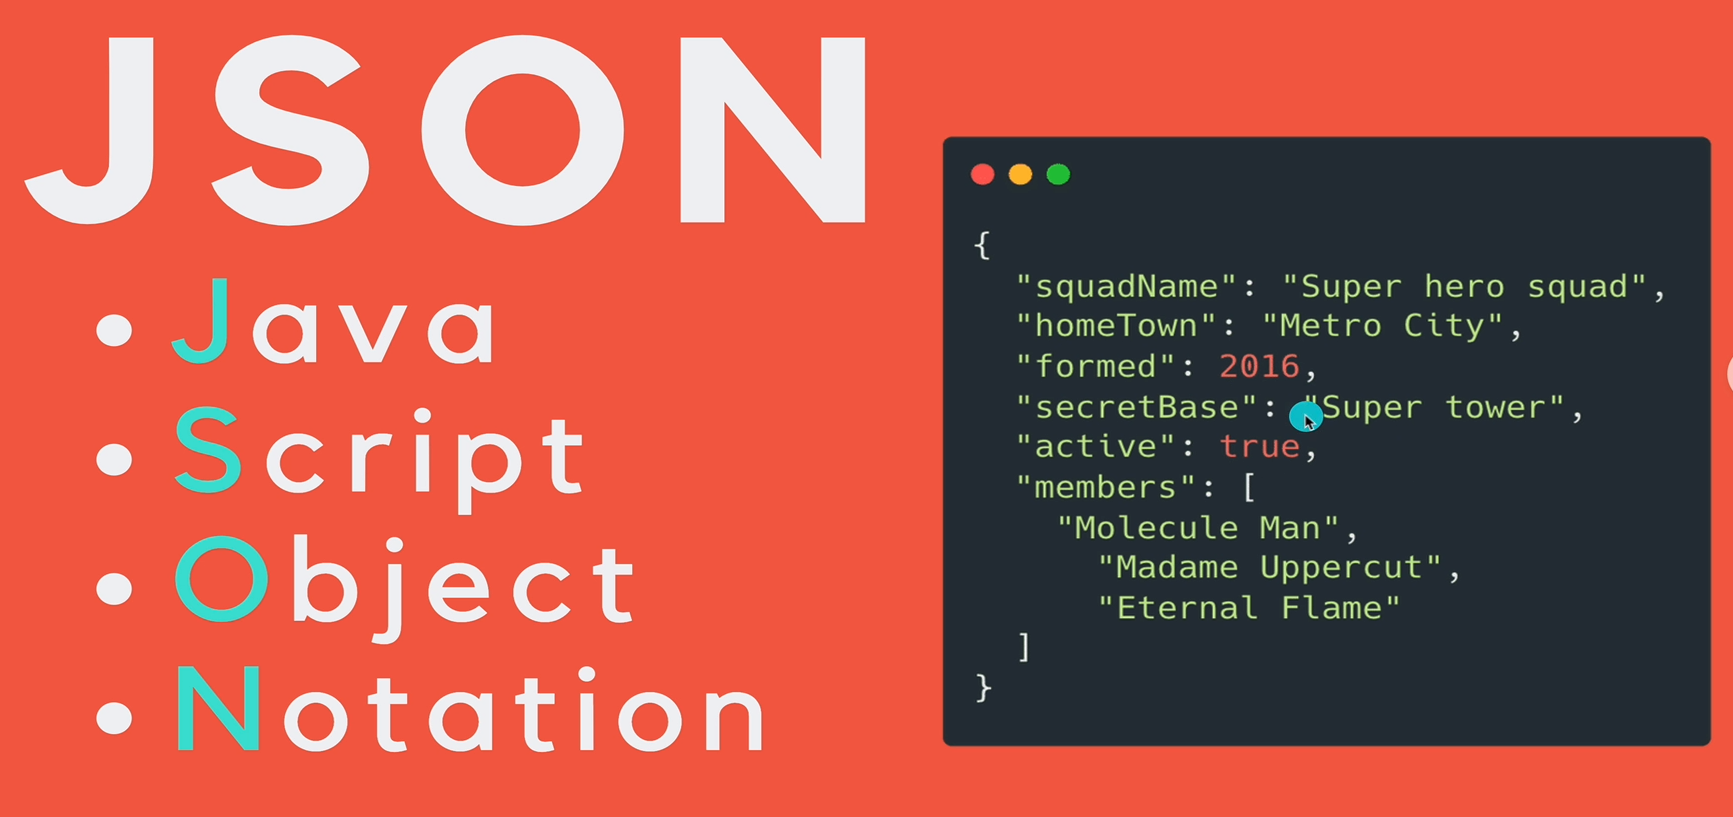 JSON
• Java
• Script
• Object
• Notation
{
  "squadName": "Super hero squad",
  "homeTown": "Metro City",
  "formed": 2016,
  "secretBase": "Super tower",
  "active": true,
  "members": [
    "Molecule Man",
      "Madame Uppercut",
      "Eternal Flame"
  ]
}